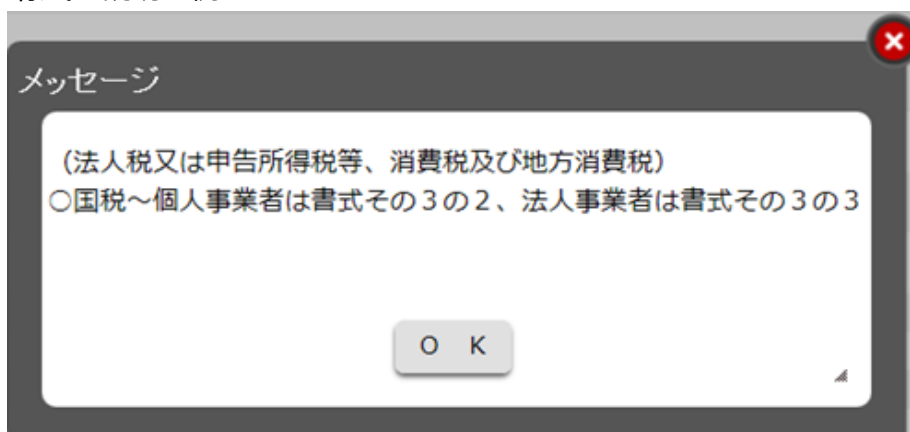 メッセージ
（法人税又は申告所得税等、消費税及び地方消費税）
○国税～個人事業者は書式その３の２、法人事業者は書式その３の３
Ｏ　Ｋ